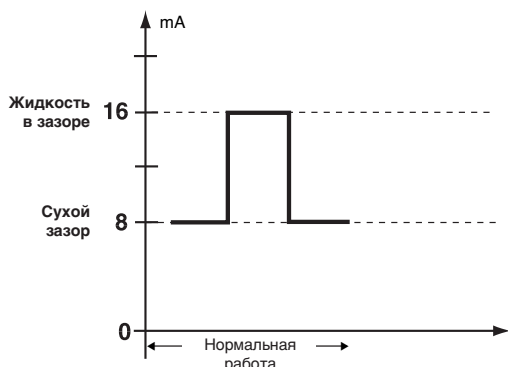 mA
Жидкость
в зазоре
16
Сухой
зазор
8
0
Нормальная
работа